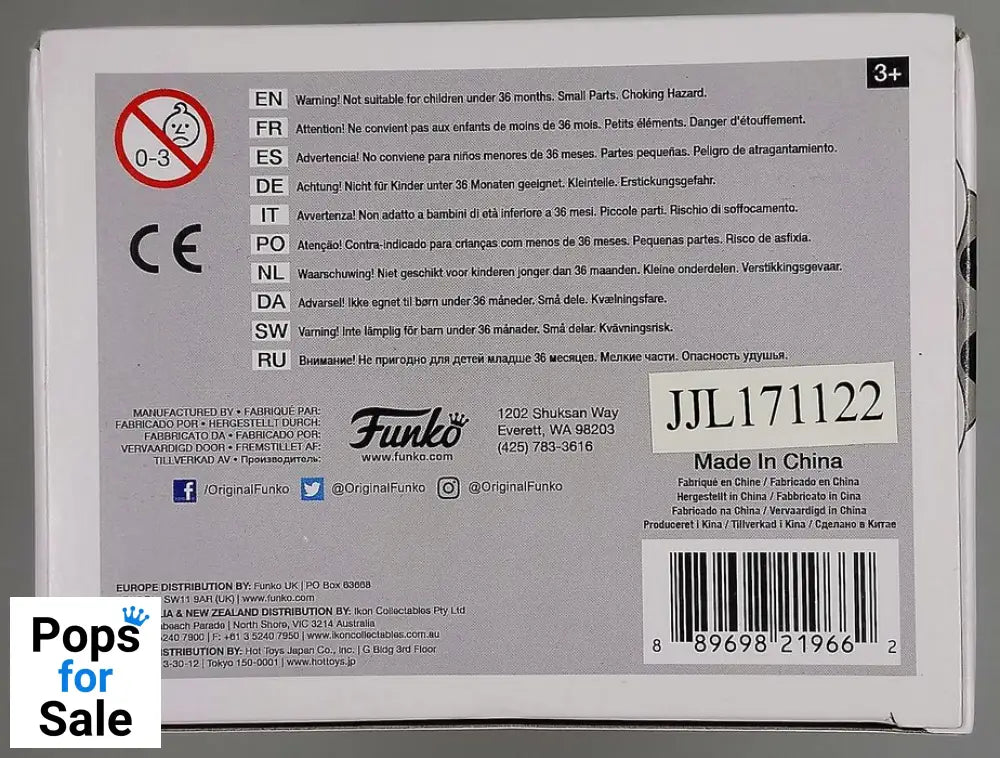 3+
0-3
EN Warning! Not suitable for children under 36 months. Small Parts. Choking Hazard.
FR Attention! Ne convient pas aux enfants de moins de 36 mois. Petits éléments. Danger d'étouffement.
ES Advertencia! No conviene para niños menores de 36 meses. Partes pequeñas. Peligro de atragantamiento.
DE Achtung! Nicht für Kinder unter 36 Monaten geeignet. Kleinteile. Erstickungsgefahr.
IT Avvertenza! Non adatto a bambini di età inferiore a 36 mesi. Piccole parti. Rischio di soffocamento.
PO Atenção! Contra-indicado para crianças com menos de 36 meses. Pequenas partes. Risco de asfixia.
NL Waarschuwing! Niet geschikt voor kinderen jonger dan 36 maanden. Kleine onderdelen. Verstikkingsgevaar.
DA Advarsel! Ikke egnet til børn under 36 måneder. Små dele. Kvælningsfare.
SW Varning! Inte lämplig för barn under 36 månader. Små delar. Kvävningsrisk.
RU Внимание! Не пригодно для детей младше 36 месяцев. Мелкие части. Опасность удушья.
CE
MANUFACTURED BY • FABRIQUÉ PAR:
FABRICADO POR • HERGESTELLT DURCH:
FABBRICATO DA • FABRICADO POR:
VERVAARDIGD DOOR • FREMSTILLET AF:
TILLVERKAD AV • Производитель:
Funko
www.funko.com
1202 Shuksan Way
Everett, WA 98203
(425) 783-3616
JJL171122
Made In China
Fabriqué en Chine / Fabricado en China
Hergestellt in China / Fabbricato in Cina
Fabricado na China / Vervaardigd in China
Produceret i Kina / Tillverkad i Kina / Сделано в Китае
/OriginalFunko @OriginalFunko @OriginalFunko
EUROPE DISTRIBUTION BY: Funko UK | PO Box 63668
SW11 9AR (UK) | www.funko.com
& NEW ZEALAND DISTRIBUTION BY: Ikon Collectables Pty Ltd
Parade | North Shore, VIC 3214 Australia
5240 7900 | F: +61 3 5240 7950 | www.ikoncollectables.com.au
BY: Hot Toys Japan Co., Inc. | G Bldg 3rd Floor
3-30-12 | Tokyo 150-0001 | www.hottoys.jp
8 89698 21966 2
Pops
for
Sale